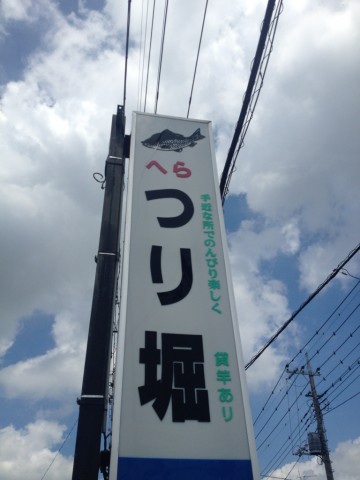 へら
つり堀
手近な所でのんびり楽しく
貸竿あり